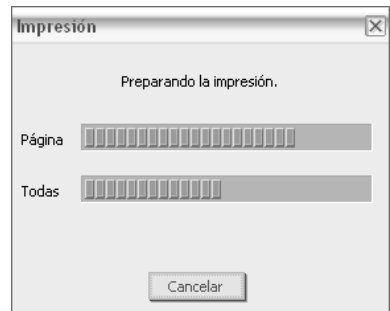 Impresión
Preparando la impresión.
Página
Todas
Cancelar